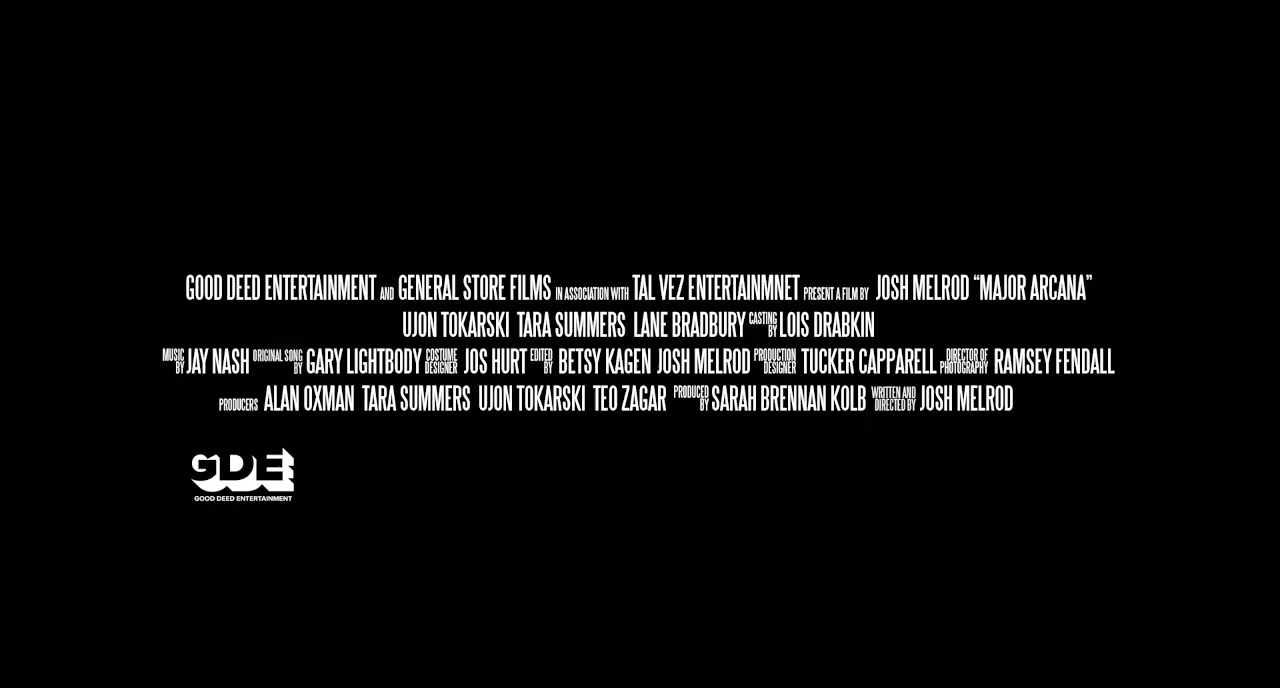 GOOD DEED ENTERTAINMENT AND GENERAL STORE FILMS IN ASSOCIATION WITH TAL VEZ ENTERTAINMNET PRESENT A FILM BY JOSH MELROD “MAJOR ARCANA”
UJON TOKARSKI TARA SUMMERS LANE BRADBURY CASTING BY LOIS DRABKIN
MUSIC BY JAY NASH ORIGINAL SONG BY GARY LIGHTBODY COSTUME DESIGNER JOS HURT EDITED BY BETSY KAGEN JOSH MELROD PRODUCTION DESIGNER TUCKER CAPPARELL DIRECTOR OF PHOTOGRAPHY RAMSEY FENDALL
PRODUCERS ALAN OXMAN TARA SUMMERS UJON TOKARSKI TEO ZAGAR PRODUCED BY SARAH BRENNAN KOLB WRITTEN AND DIRECTED BY JOSH MELROD
GDE
GOOD DEED ENTERTAINMENT